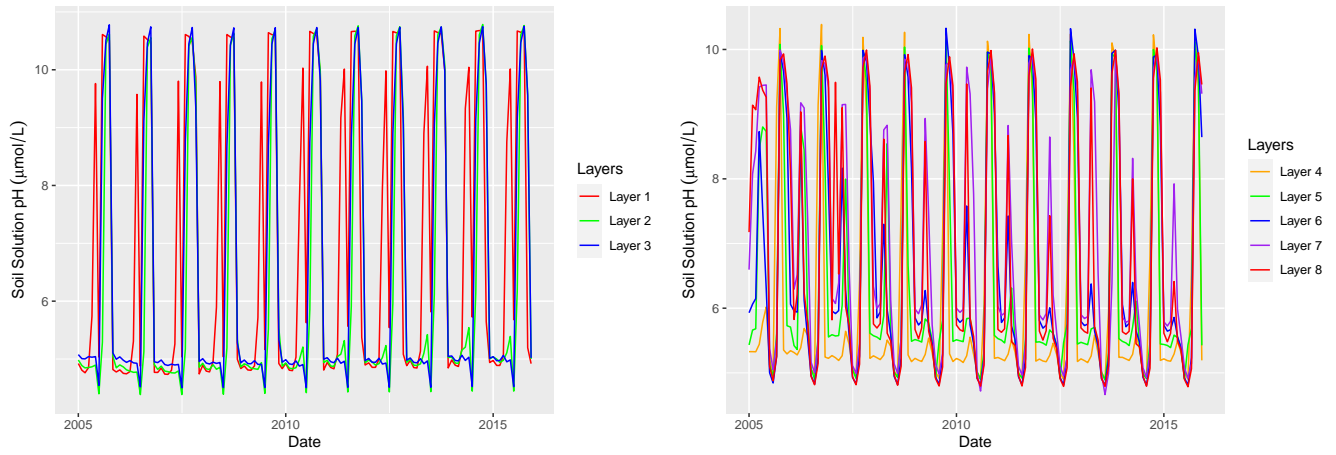 10
8
6
2005
2010
2015
Date
Soil Solution pH (μmol/L)
Layers
Layer 1
Layer 2
Layer 3
10
8
6
2005
2010
2015
Date
Soil Solution pH (μmol/L)
Layers
Layer 4
Layer 5
Layer 6
Layer 7
Layer 8